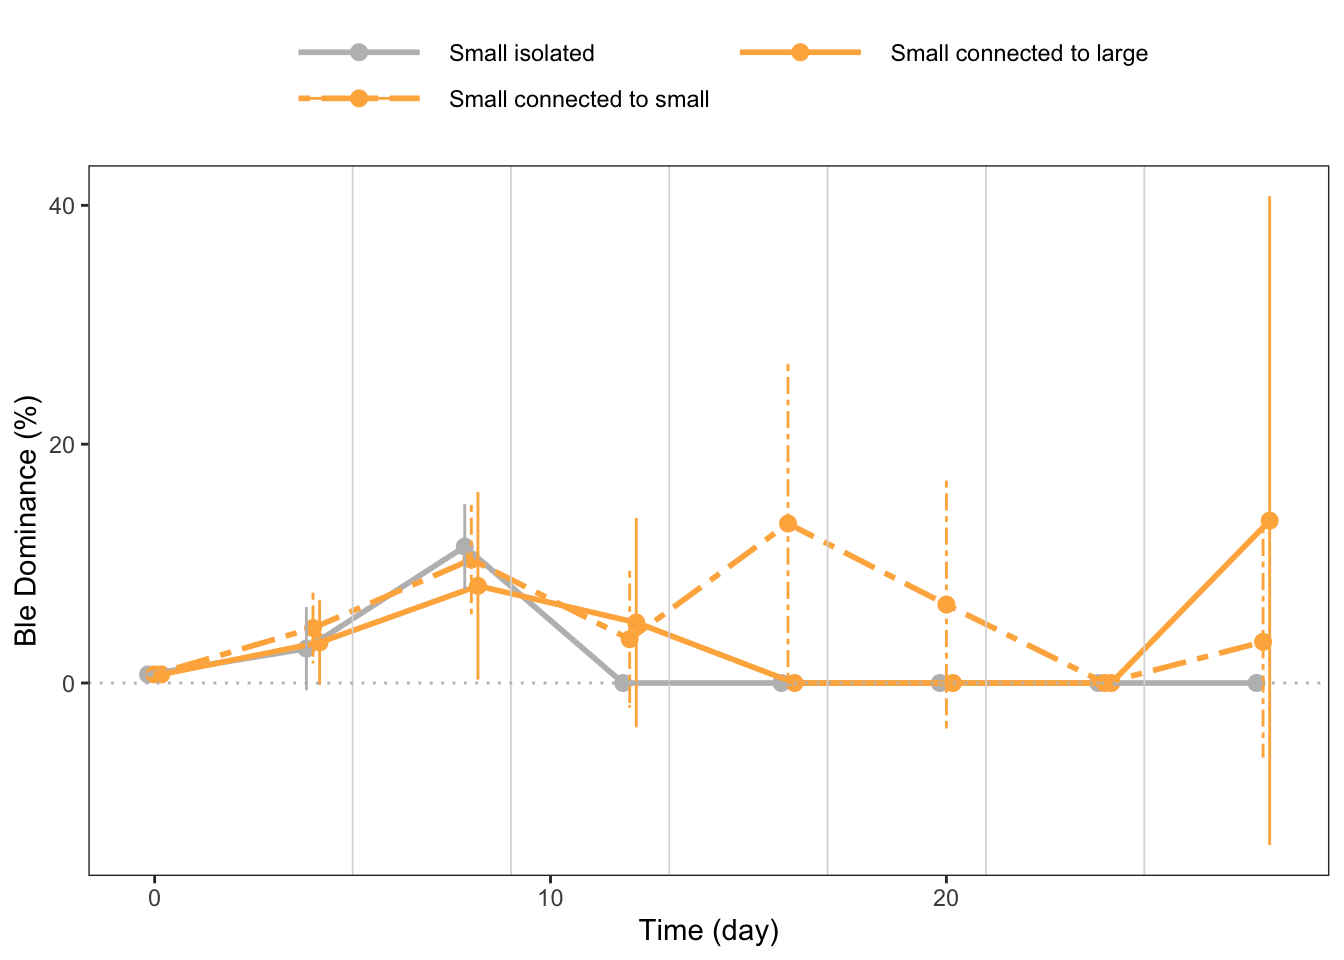 Small isolated
Small connected to large
Small connected to small
40
20
0
Ble Dominance (%)
0
10
20
Time (day)